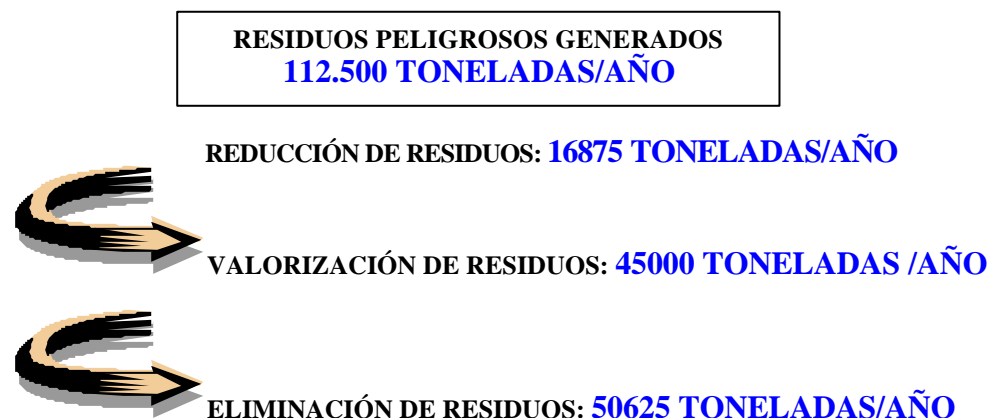 RESIDUOS PELIGROSOS GENERADOS
112.500 TONELADAS/AÑO
REDUCCIÓN DE RESIDUOS: 16875 TONELADAS/AÑO
VALORIZACIÓN DE RESIDUOS: 45000 TONELADAS /AÑO
ELIMINACIÓN DE RESIDUOS: 50625 TONELADAS/AÑO